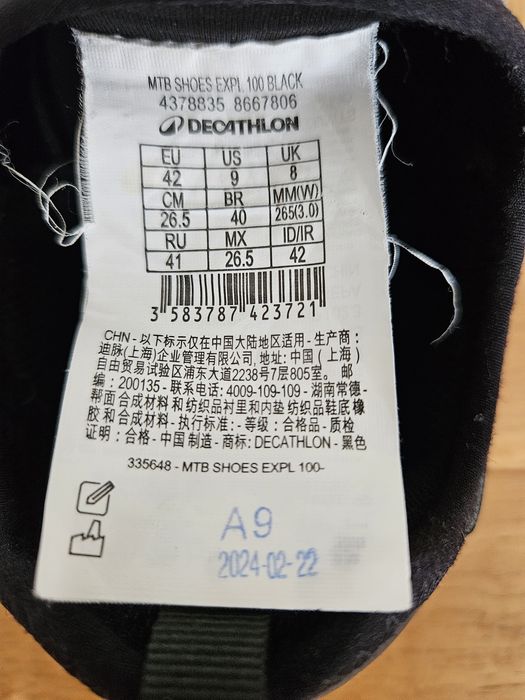 MTB SHOES EXPL 100 BLACK
4378835 8667806
DECATHLON
EU US UK
42 9 8
CM BR MM(W)
26.5 40 265(3.0)
RU MX ID/IR
41 26.5 42
3 583787 423721
CHN - 以下标示仅在中国大陆地区适用 - 生产商:
迪脉(上海)企业管理有限公司, 地址: 中国 ( 上海 )
自由贸易试验区浦东大道2238号7层805室。 邮
编 : 200135 - 联系电话: 4009-109-109 - 湖南常德 -
帮面合成材料 和 纺织品衬里和内垫 纺织品鞋底橡
胶 和 合成材料 - 执行标准: - 等级 : 合格品 - 质检
证明 : 合格 - 中国 制造 - 商标: DECATHLON - 黑色
335648 - MTB SHOES EXPL 100-
A9
2024-02-22